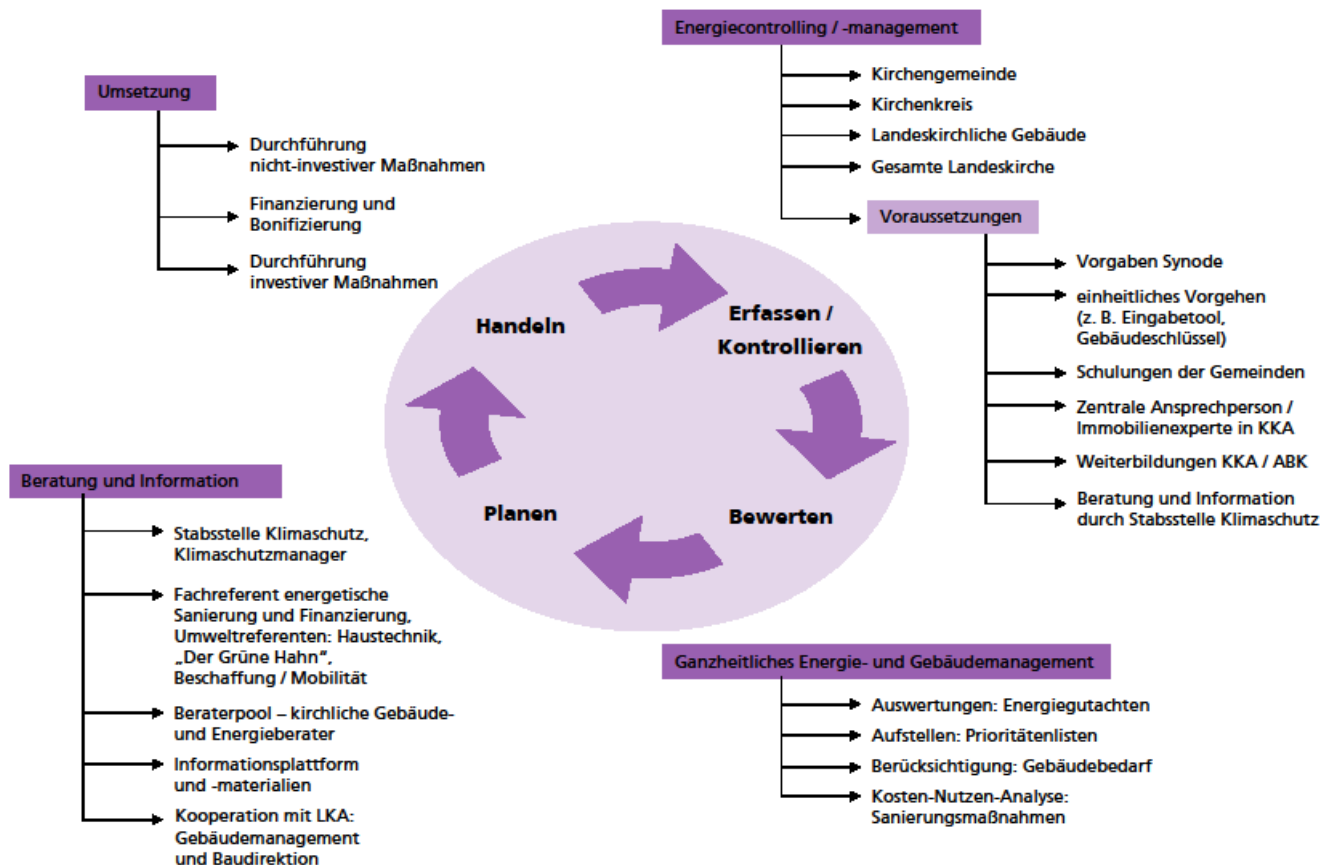 Energiecontrolling / -management
Kirchengemeinde
Kirchenkreis
Landeskirchliche Gebäude
Gesamte Landeskirche
Voraussetzungen
Vorgaben Synode
einheitliches Vorgehen
(z. B. Eingabetool,
Gebäudeschlüssel)
Schulungen der Gemeinden
Zentrale Ansprechperson /
Immobilienexperte in KKA
Weiterbildungen KKA / ABK
Beratung und Information
durch Stabsstelle Klimaschutz
Umsetzung
Durchführung
nicht-investiver Maßnahmen
Finanzierung und
Bonifizierung
Durchführung
investiver Maßnahmen
Handeln
Erfassen /
Kontrollieren
Planen
Bewerten
Beratung und Information
Stabsstelle Klimaschutz,
Klimaschutzmanager
Fachreferent energetische
Sanierung und Finanzierung,
Umweltreferenten: Haustechnik,
„Der Grüne Hahn“,
Beschaffung / Mobilität
Beraterpool – kirchliche Gebäude-
und Energieberater
Informationsplattform
und -materialien
Kooperation mit LKA:
Gebäudemanagement
und Baudirektion
Ganzheitliches Energie- und Gebäudemanagement
Auswertungen: Energiegutachten
Aufstellen: Prioritätenlisten
Berücksichtigung: Gebäudebedarf
Kosten-Nutzen-Analyse:
Sanierungsmaßnahmen